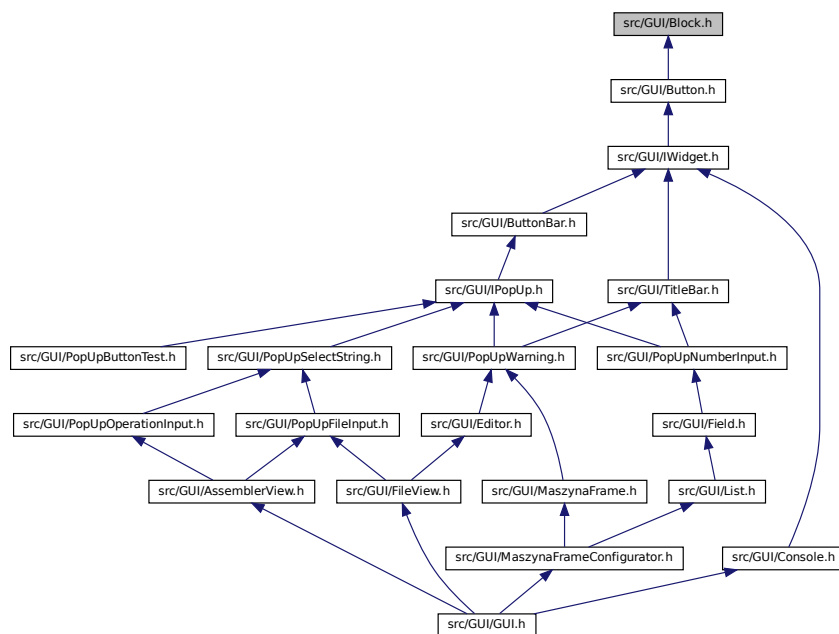 src/GUI/Block.h
src/GUI/Button.h
src/GUI/IWidget.h
src/GUI/ButtonBar.h
src/GUI/IPopUp.h
src/GUI/TitleBar.h
src/GUI/PopUpButtonTest.h
src/GUI/PopUpSelectString.h
src/GUI/PopUpWarning.h
src/GUI/PopUpNumberInput.h
src/GUI/PopUpOperationInput.h
src/GUI/PopUpFileInput.h
src/GUI/Editor.h
src/GUI/Field.h
src/GUI/AssemblerView.h
src/GUI/FileView.h
src/GUI/MaszynaFrame.h
src/GUI/List.h
src/GUI/MaszynaFrameConfigurator.h
src/GUI/Console.h
src/GUI/GUI.h